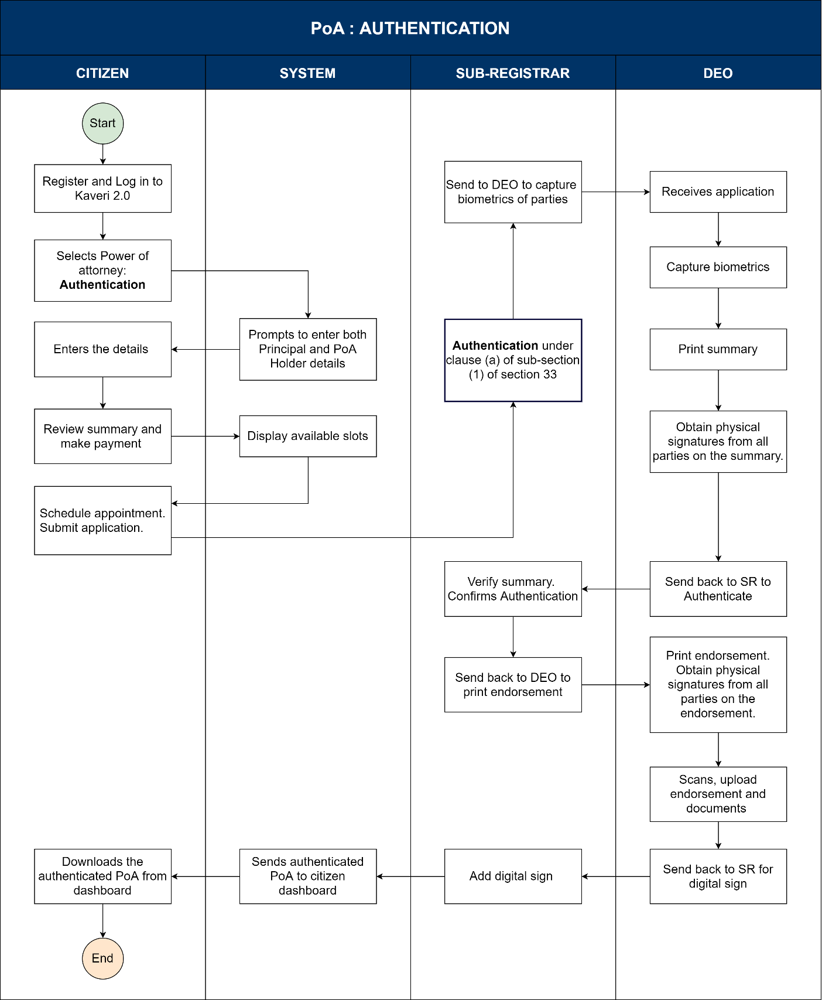 PoA : AUTHENTICATION
CITIZEN
SYSTEM
SUB-REGISTRAR
DEO
Start
Register and Log in to
Kaveri 2.0
Selects Power of
attorney:
Authentication
Prompts to enter both
Principal and PoA
Holder details
Enters the details
Review summary and
make payment
Display available slots
Schedule appointment.
Submit application.
Authentication under
clause (a) of sub-section
(1) of section 33
Send to DEO to capture
biometrics of parties
Receives application
Capture biometrics
Print summary
Obtain physical
signatures from all
parties on the summary.
Send back to SR to
Authenticate
Verify summary.
Confirms Authentication
Send back to DEO to
print endorsement
Print endorsement.
Obtain physical
signatures from all
parties on the
endorsement.
Scans, upload
endorsement and
documents
Send back to SR for
digital sign
Add digital sign
Sends authenticated
PoA to citizen
dashboard
Downloads the
authenticated PoA from
dashboard
End